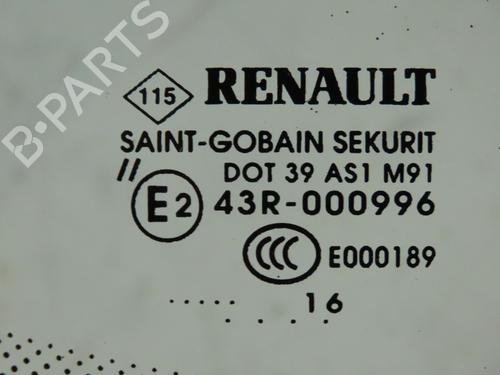 B-PARTS
115 RENAULT
SAINT-GOBAIN SEKURIT
// DOT 39 AS1 M91
E2 43R-000996
CCC E000189
..... 16
. .. ...